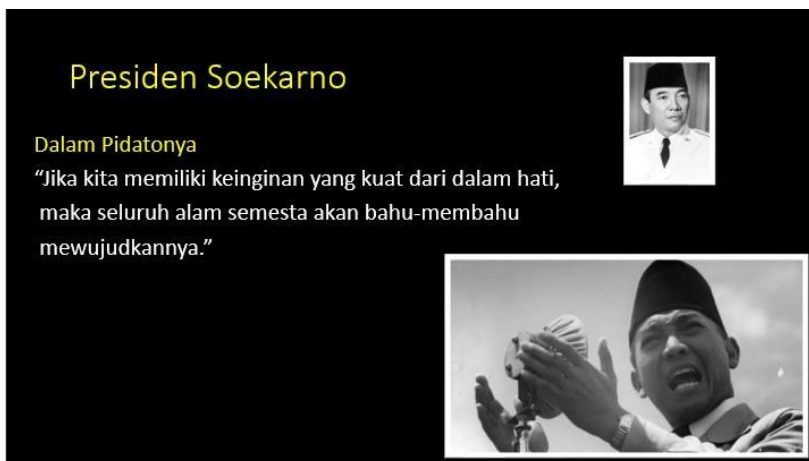 Presiden Soekarno
Dalam Pidatonya
“Jika kita memiliki keinginan yang kuat dari dalam hati,
maka seluruh alam semesta akan bahu-membahu
mewujudkannya.”